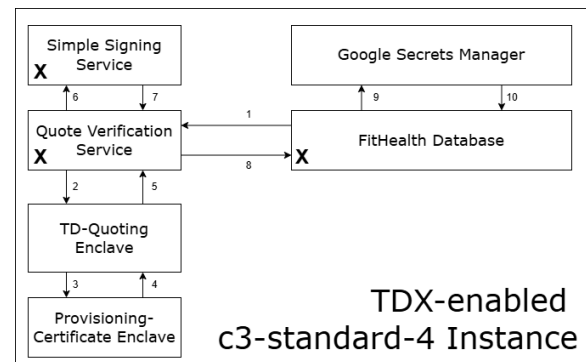 Simple Signing
Service
X
Google Secrets Manager
6
7
9
10
1
Quote Verification
Service
X
8
X
FitHealth Database
2
5
TD-Quoting
Enclave
3
4
Provisioning-
Certificate Enclave
TDX-enabled
c3-standard-4 Instance